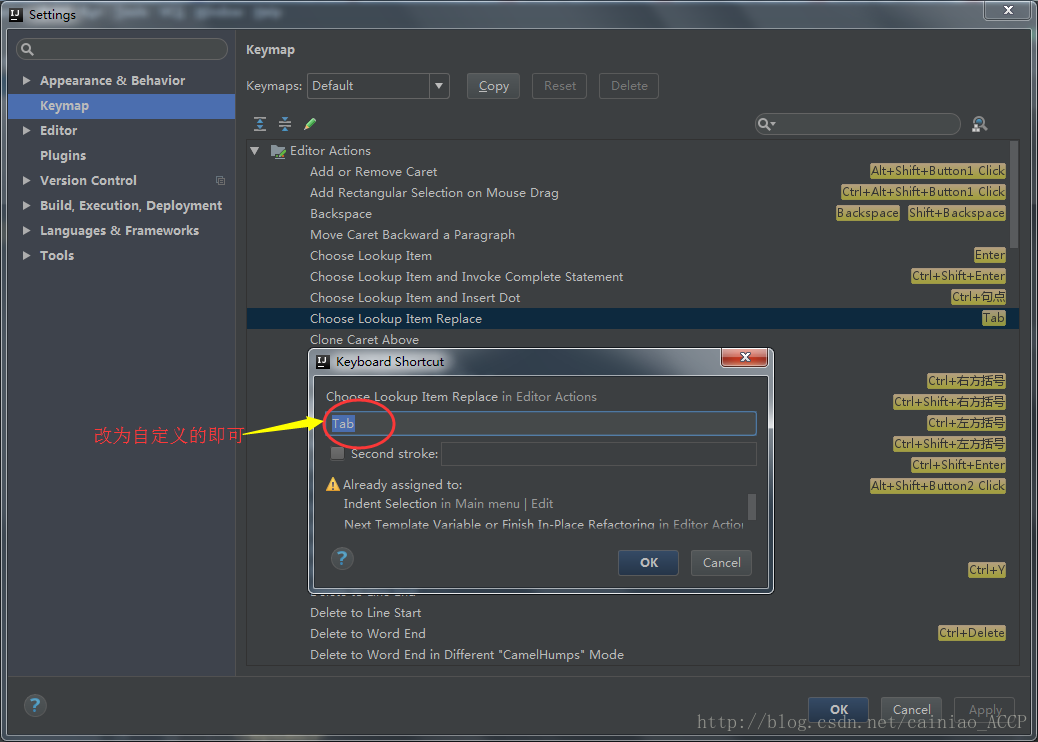 Settings
Keymap
Keymaps: Default Copy Reset Delete
Appearance & Behavior
Keymap
Editor
Plugins
Version Control
Build, Execution, Deployment
Languages & Frameworks
Tools
Editor Actions
Add or Remove Caret Alt+Shift+Button1 Click
Add Rectangular Selection on Mouse Drag Ctrl+Alt+Shift+Button1 Click
Backspace Backspace Shift+Backspace
Move Caret Backward a Paragraph
Choose Lookup Item Enter
Choose Lookup Item and Invoke Complete Statement Ctrl+Shift+Enter
Choose Lookup Item and Insert Dot Ctrl+句点
Choose Lookup Item Replace Tab
Clone Caret Above
Keyboard Shortcut
Choose Lookup Item Replace in Editor Actions
Tab
改为自定义的即可
Second stroke:
Already assigned to:
Indent Selection in Main menu | Edit
Next Template Variable or Finish In-Place Refactoring in Editor Action
OK Cancel
Ctrl+右方括号
Ctrl+Shift+右方括号
Ctrl+左方括号
Ctrl+Shift+左方括号
Ctrl+Shift+Enter
Alt+Shift+Button2 Click
Ctrl+Y
Delete to Line End
Delete to Line Start
Delete to Word End Ctrl+Delete
Delete to Word End in Different "CamelHumps" Mode
OK Cancel Apply
http://blog.csdn.net/cainiao_ACCP